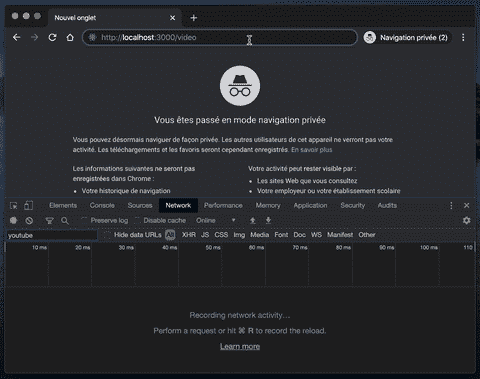 Nouvel onglet
http://localhost:3000/video
Navigation privée (2)
Vous êtes passé en mode navigation privée
Vous pouvez désormais naviguer de façon privée. Les autres utilisateurs de cet appareil ne verront pas votre
activité. Les téléchargements et les favoris seront cependant enregistrés. En savoir plus
Les informations suivantes ne seront pas
enregistrées dans Chrome :
• Votre historique de navigation
Votre activité peut rester visible par :
• Les sites Web que vous consultez
• Votre employeur ou votre établissement scolaire
Elements Console Sources Network Performance Memory Application Security Audits
Preserve log Disable cache Online
youtube Hide data URLs All XHR JS CSS Img Media Font Doc WS Manifest Other
10 ms 20 ms 30 ms 40 ms 50 ms 60 ms 70 ms 80 ms 90 ms 100 ms 110
Recording network activity…
Perform a request or hit ⌘ R to record the reload.
Learn more